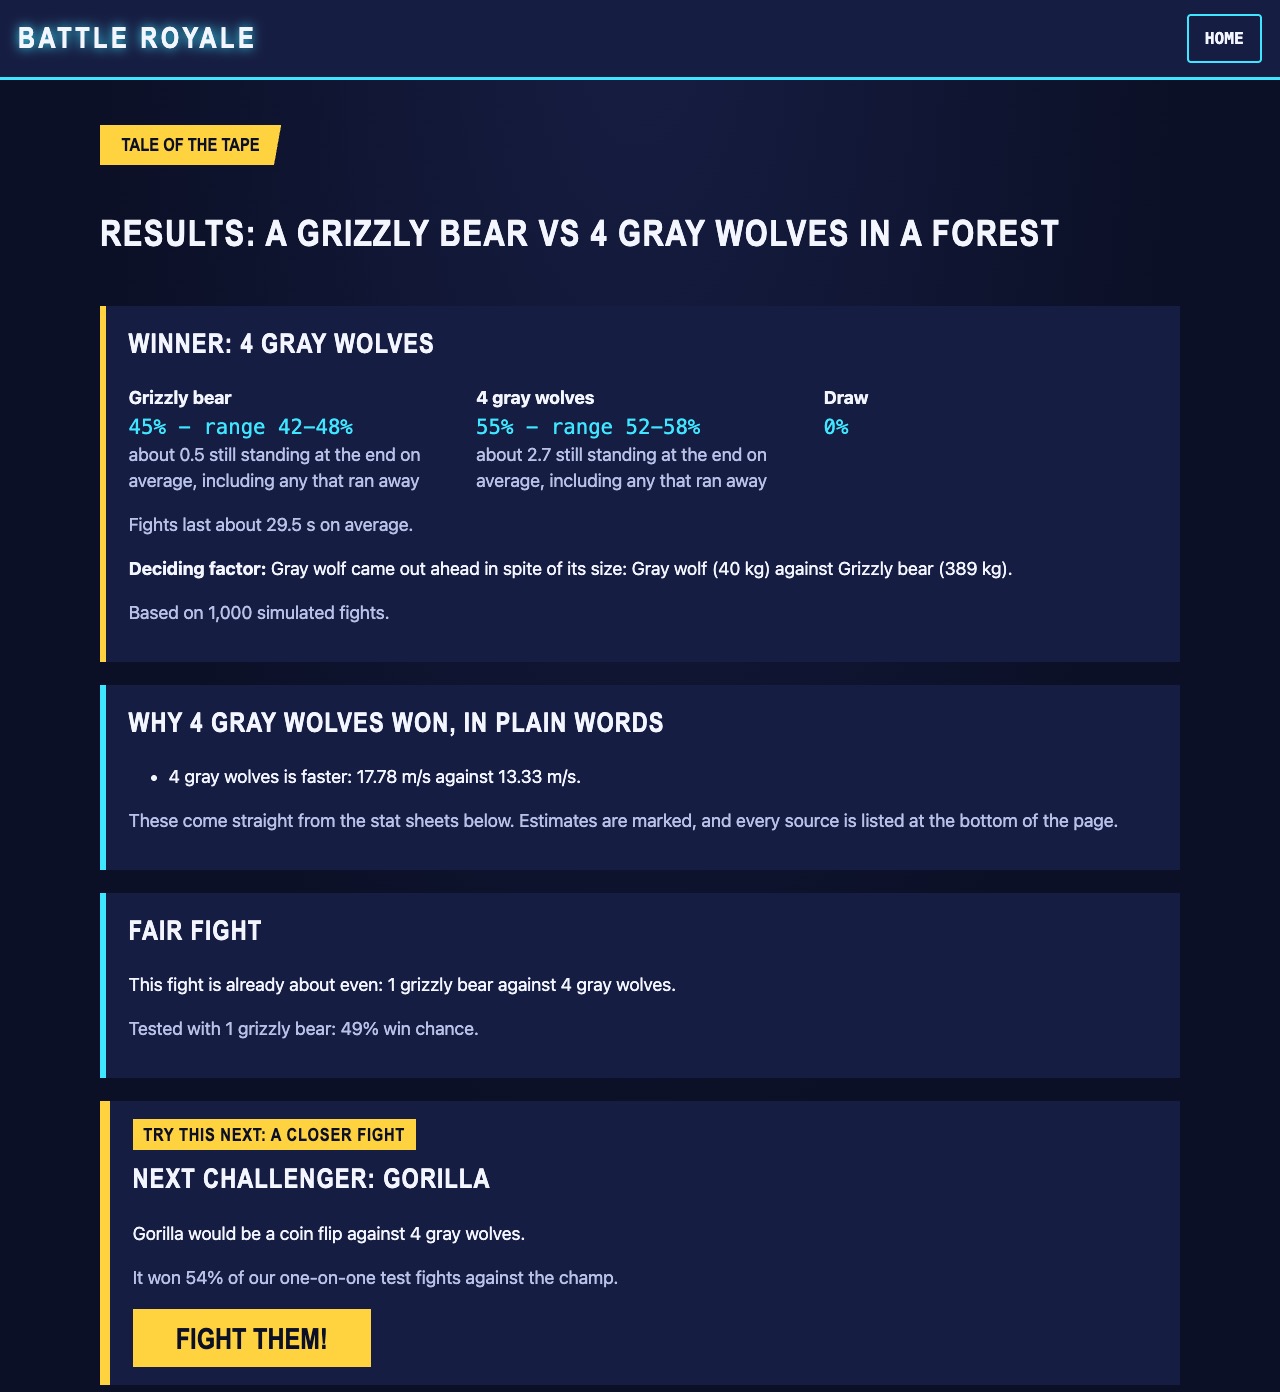 BATTLE ROYALE
HOME
TALE OF THE TAPE
RESULTS: A GRIZZLY BEAR VS 4 GRAY WOLVES IN A FOREST
WINNER: 4 GRAY WOLVES
Grizzly bear
45% – range 42–48%
about 0.5 still standing at the end on
average, including any that ran away
4 gray wolves
55% – range 52–58%
about 2.7 still standing at the end on
average, including any that ran away
Draw
0%
Fights last about 29.5 s on average.
Deciding factor: Gray wolf came out ahead in spite of its size: Gray wolf (40 kg) against Grizzly bear (389 kg).
Based on 1,000 simulated fights.
WHY 4 GRAY WOLVES WON, IN PLAIN WORDS
• 4 gray wolves is faster: 17.78 m/s against 13.33 m/s.
These come straight from the stat sheets below. Estimates are marked, and every source is listed at the bottom of the page.
FAIR FIGHT
This fight is already about even: 1 grizzly bear against 4 gray wolves.
Tested with 1 grizzly bear: 49% win chance.
TRY THIS NEXT: A CLOSER FIGHT
NEXT CHALLENGER: GORILLA
Gorilla would be a coin flip against 4 gray wolves.
It won 54% of our one-on-one test fights against the champ.
FIGHT THEM!